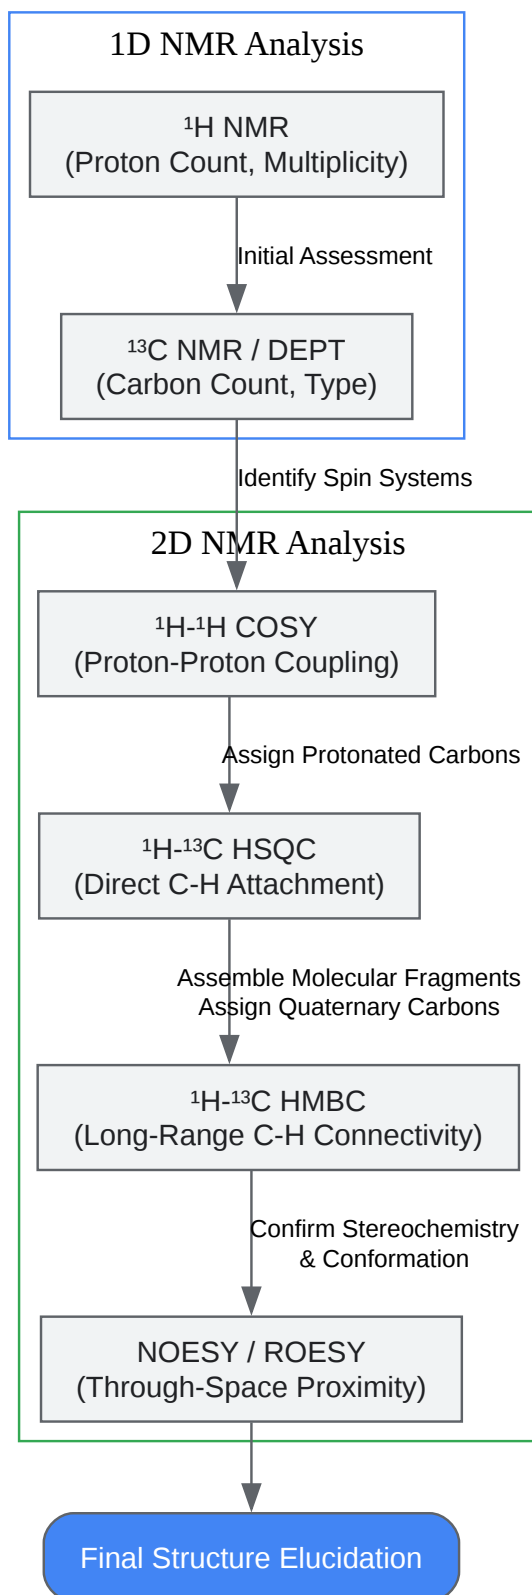 1D NMR Analysis
¹H NMR
(Proton Count, Multiplicity)
Initial Assessment
¹³C NMR / DEPT
(Carbon Count, Type)
Identify Spin Systems
2D NMR Analysis
¹H-¹H COSY
(Proton-Proton Coupling)
Assign Protonated Carbons
¹H-¹³C HSQC
(Direct C-H Attachment)
Assemble Molecular Fragments
Assign Quaternary Carbons
¹H-¹³C HMBC
(Long-Range C-H Connectivity)
Confirm Stereochemistry
& Conformation
NOESY / ROESY
(Through-Space Proximity)
Final Structure Elucidation